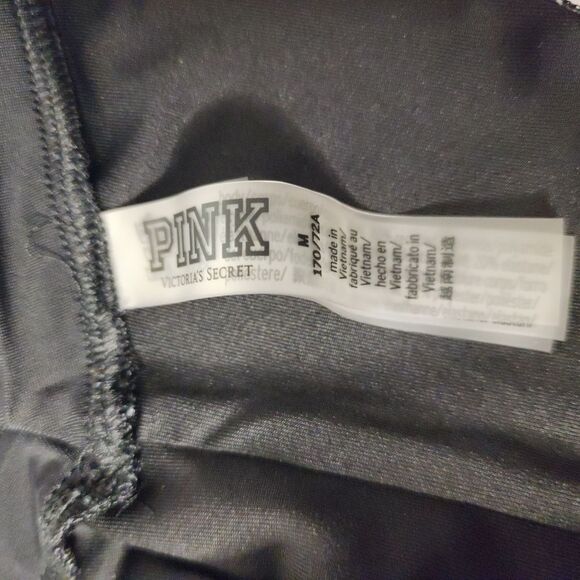 PINK
VICTORIA'S SECRET
M
170/72A
made in
Vietnam/
fabriqué au
Vietnam/
hecho en
Vietnam/
fabbricato in
Vietnam/
越南制造